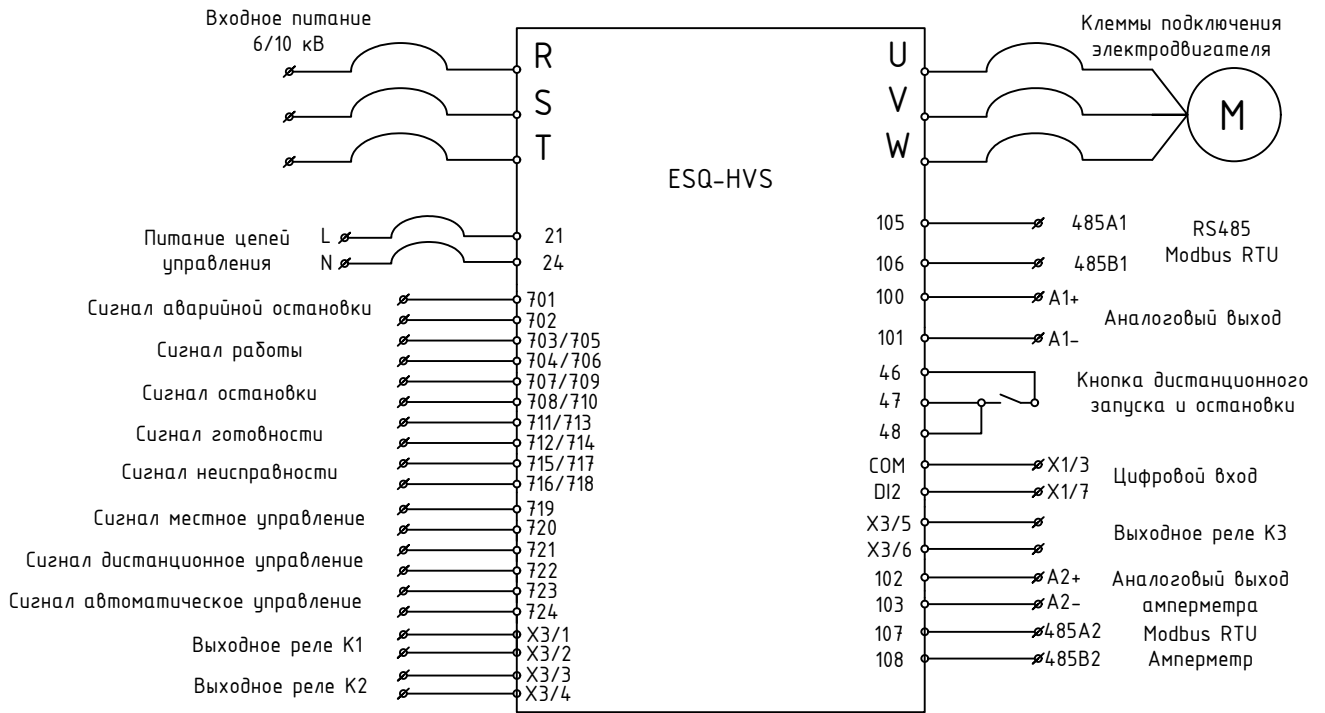 Входное питание
6/10 кВ
R
S
T
Питание цепей
управления
L
N
21
24
Сигнал аварийной остановки
701
702
Сигнал работы
703/705
704/706
Сигнал остановки
707/709
708/710
Сигнал готовности
711/713
712/714
Сигнал неисправности
715/717
716/718
Сигнал местное управление
719
720
Сигнал дистанционное управление
721
722
Сигнал автоматическое управление
723
724
Выходное реле К1
X3/1
X3/2
Выходное реле К2
X3/3
X3/4
ESQ-HVS
U
V
W
Клеммы подключения
электродвигателя
M
105
485A1
106
485B1
RS485
Modbus RTU
100
A1+
101
A1-
Аналоговый выход
46
47
48
Кнопка дистанционного
запуска и остановки
COM
X1/3
DI2
X1/7
Цифровой вход
X3/5
X3/6
Выходное реле К3
102
A2+
103
A2-
Аналоговый выход
амперметра
107
485A2
108
485B2
Modbus RTU
Амперметр